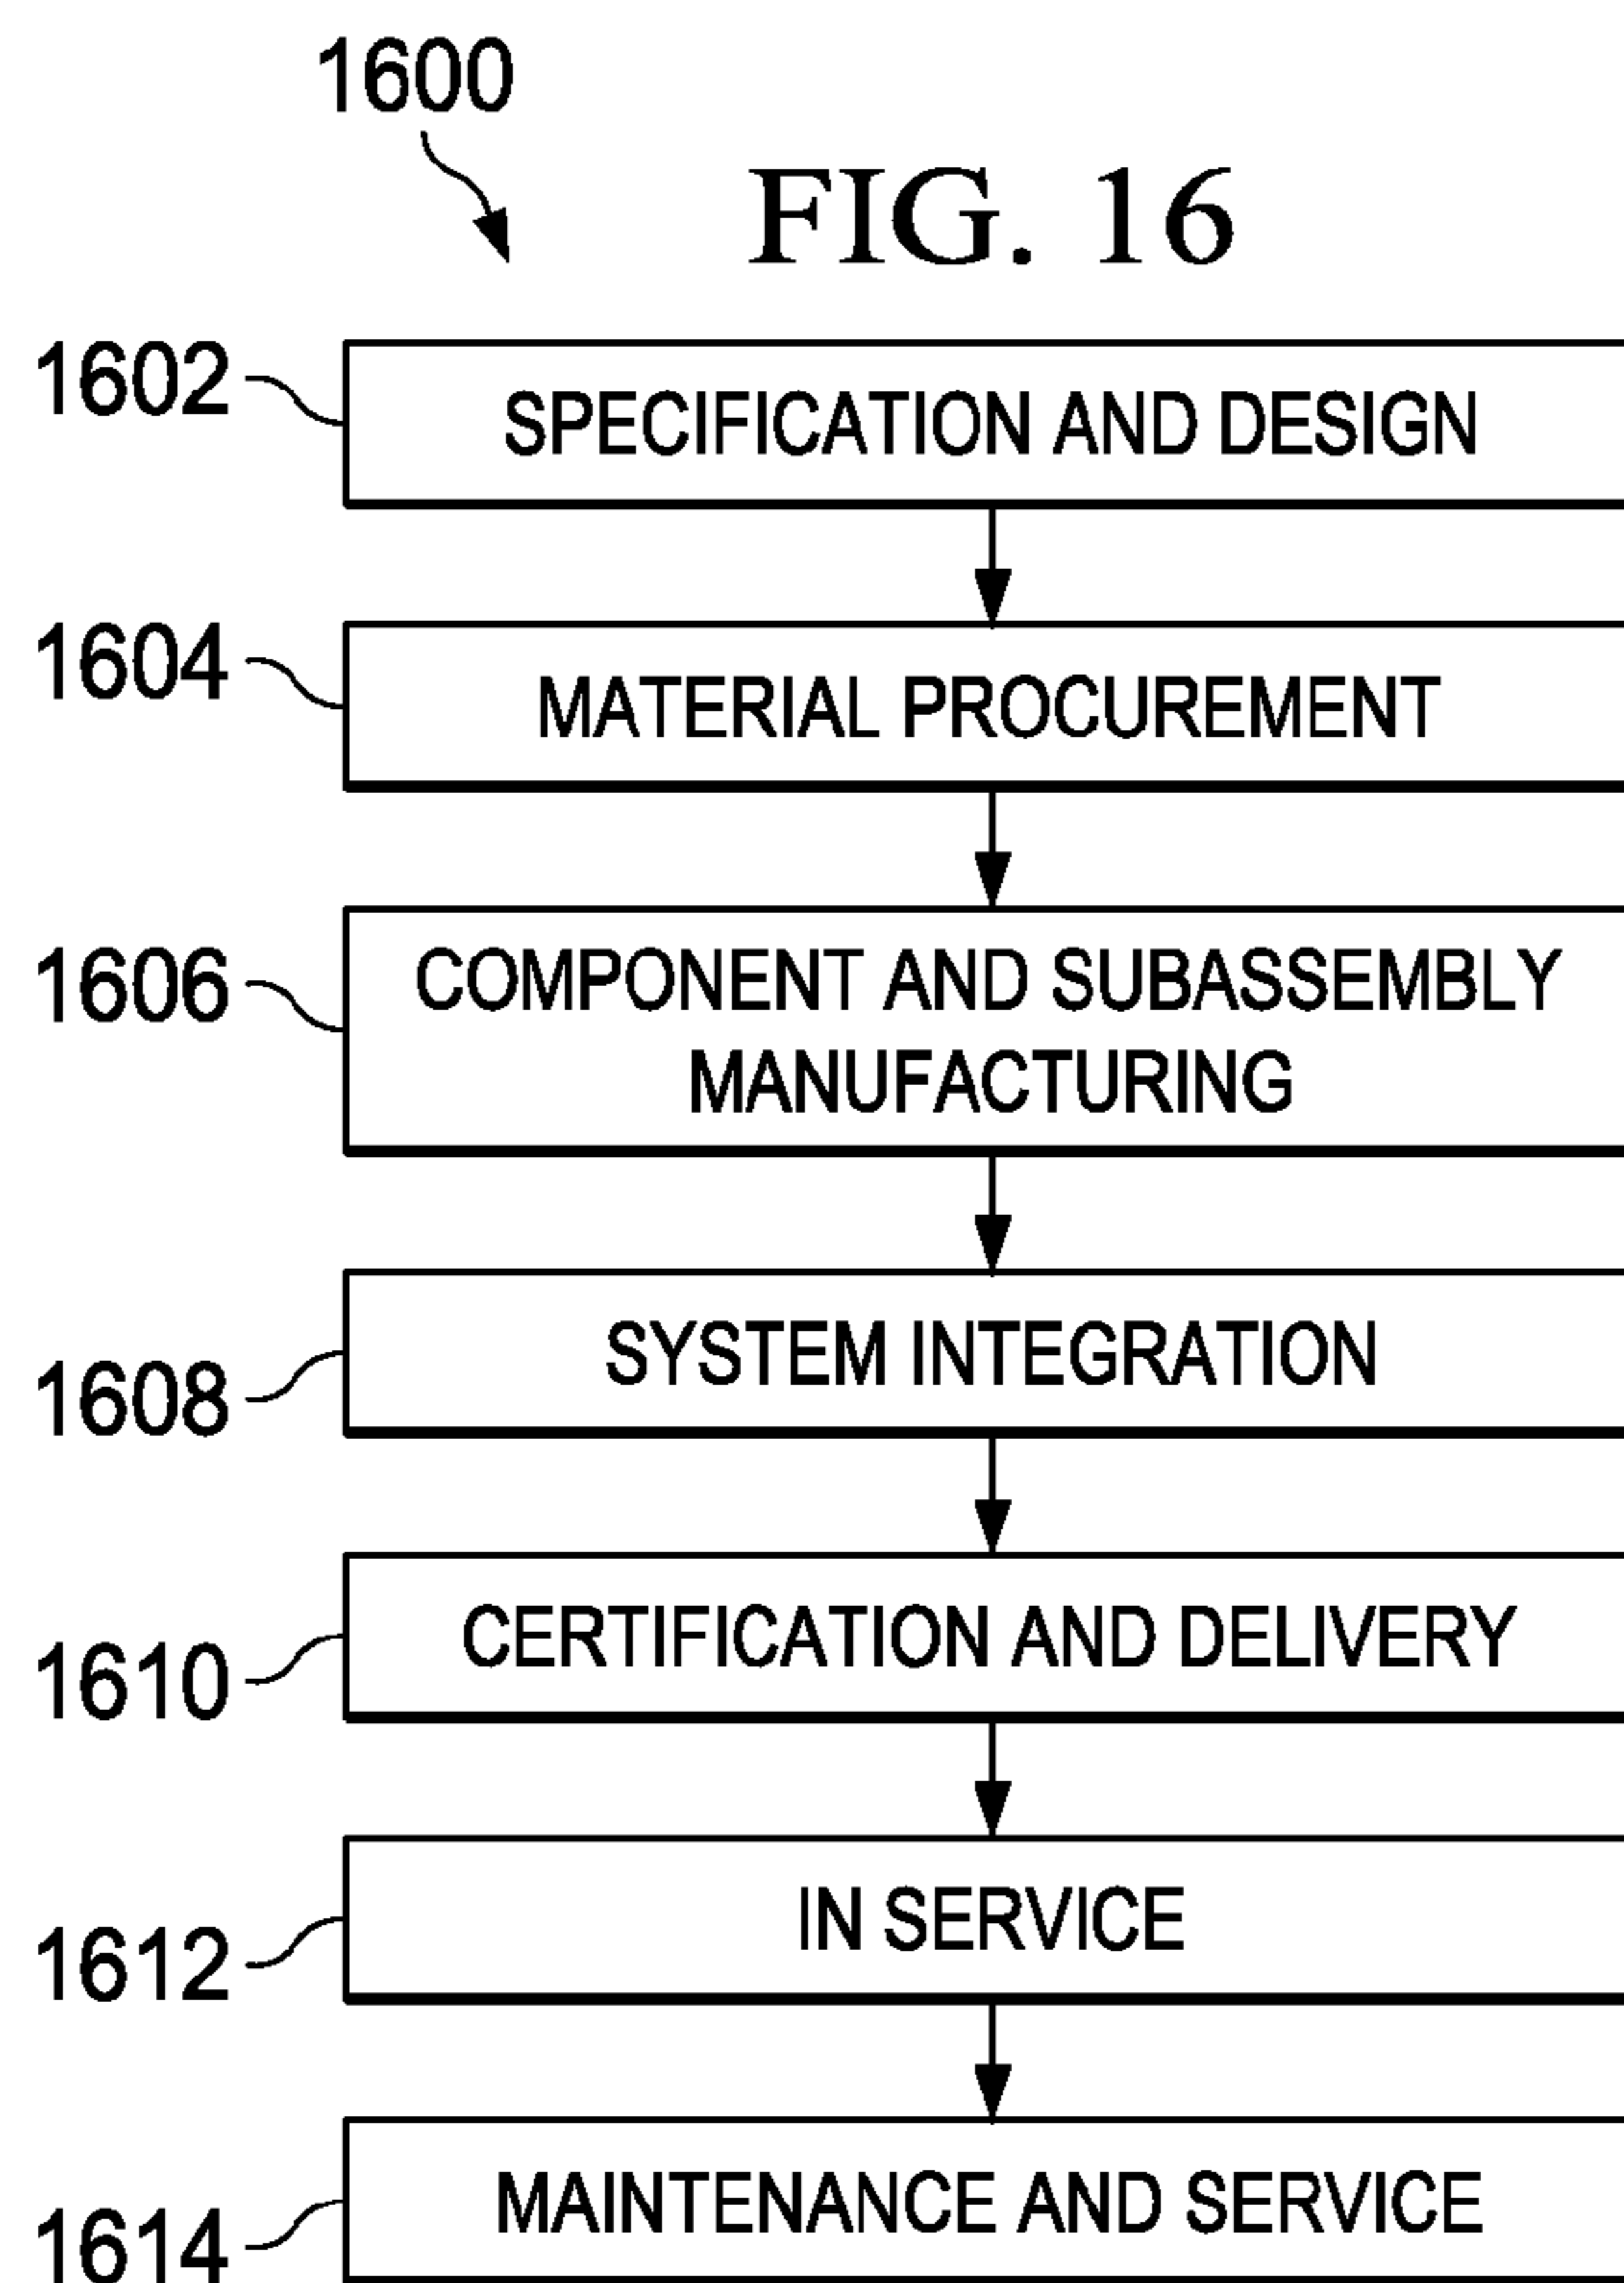 1600
FIG. 16
1602
SPECIFICATION AND DESIGN
1604
MATERIAL PROCUREMENT
1606
COMPONENT AND SUBASSEMBLY
MANUFACTURING
1608
SYSTEM INTEGRATION
1610
CERTIFICATION AND DELIVERY
1612
IN SERVICE
1614
MAINTENANCE AND SERVICE